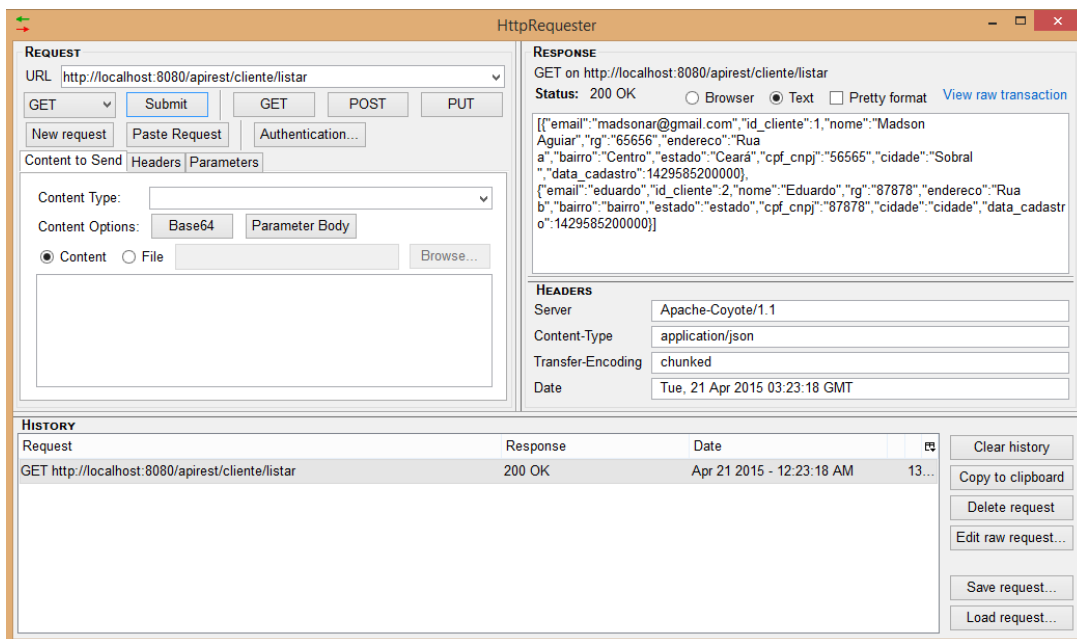 HttpRequester
REQUEST
URL http://localhost:8080/apirest/cliente/listar
GET Submit GET POST PUT
New request Paste Request Authentication...
Content to Send Headers Parameters
Content Type:
Content Options: Base64 Parameter Body
Content File Browse...
RESPONSE
GET on http://localhost:8080/apirest/cliente/listar
Status: 200 OK Browser Text Pretty format View raw transaction
[{"email":"madsonar@gmail.com","id_cliente":1,"nome":"Madson
Aguiar","rg":"65656","endereco":"Rua
a","bairro":"Centro","estado":"Ceará","cpf_cnpj":"56565","cidade":"Sobral
","data_cadastro":1429585200000},
{"email":"eduardo","id_cliente":2,"nome":"Eduardo","rg":"87878","endereco":"Rua
b","bairro":"bairro","estado":"estado","cpf_cnpj":"87878","cidade":"cidade","data_cadastr
o":1429585200000}]
HEADERS
Server Apache-Coyote/1.1
Content-Type application/json
Transfer-Encoding chunked
Date Tue, 21 Apr 2015 03:23:18 GMT
HISTORY
Request Response Date
GET http://localhost:8080/apirest/cliente/listar 200 OK Apr 21 2015 - 12:23:18 AM 13...
Clear history
Copy to clipboard
Delete request
Edit raw request...
Save request...
Load request...